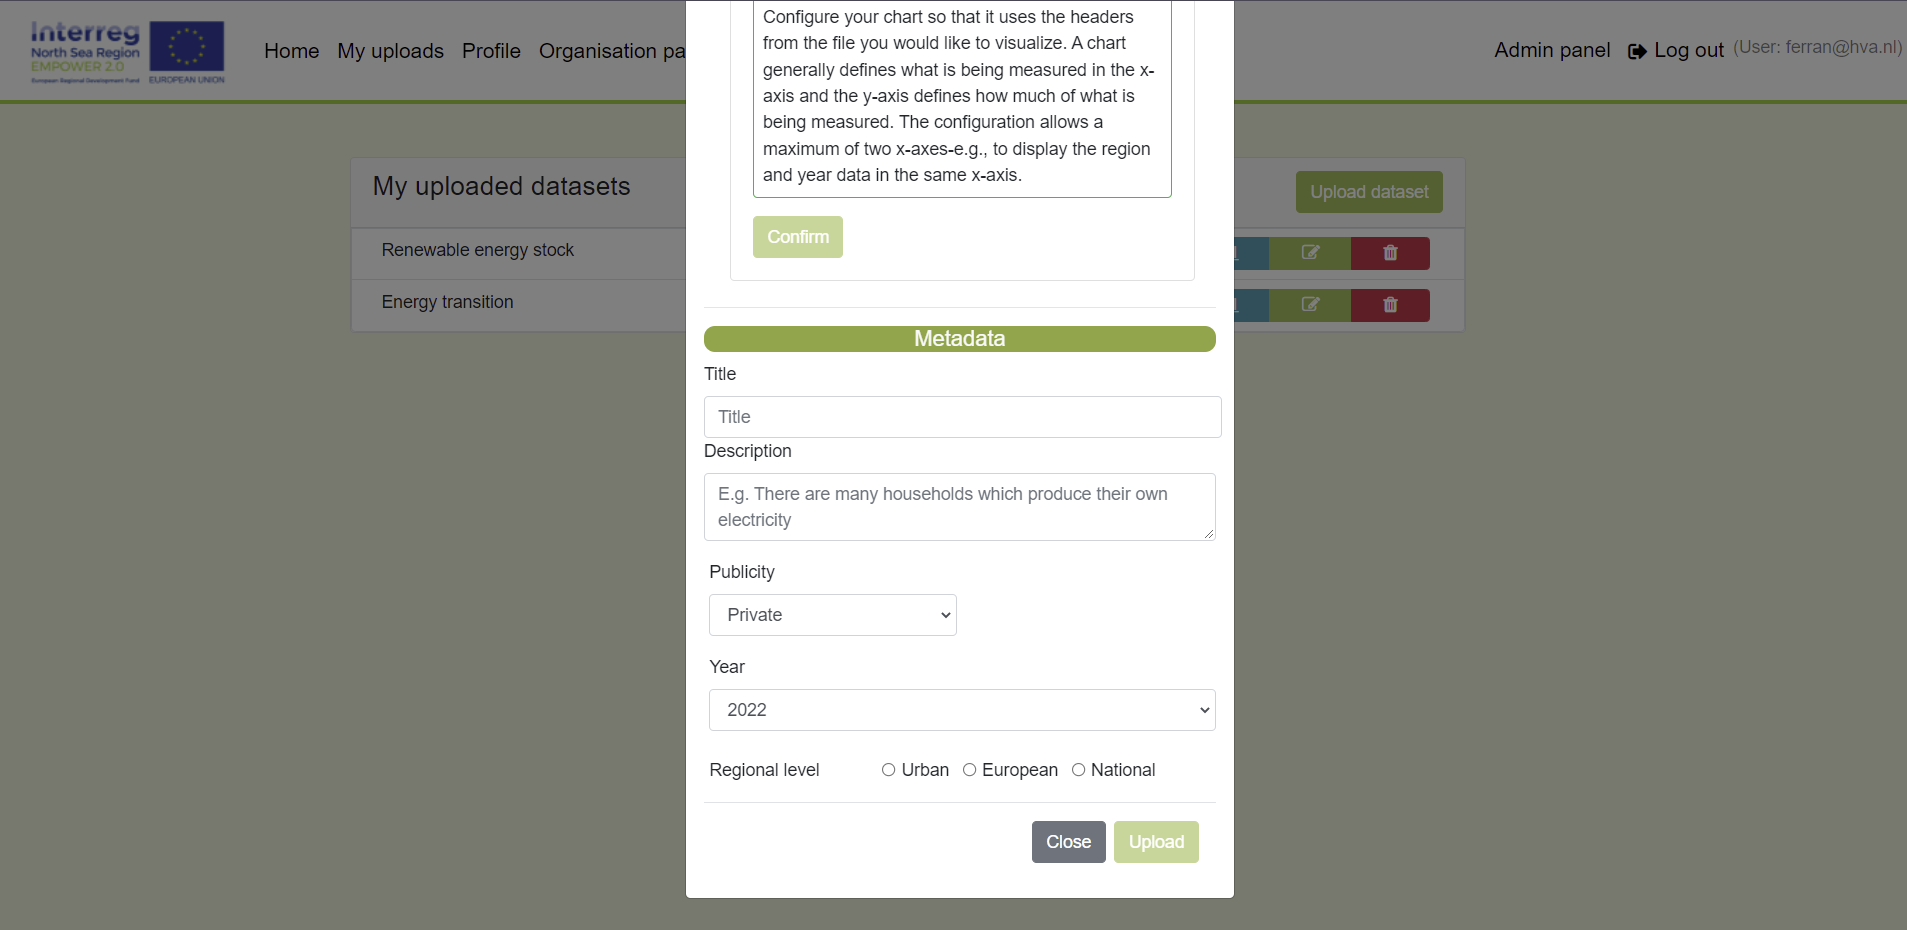 Interreg
North Sea Region
EMPOWER 2.0
European Regional Development Fund
EUROPEAN UNION
Home My uploads Profile Organisation pa
Admin panel Log out (User: ferran@hva.nl)
My uploaded datasets
Upload dataset
Renewable energy stock
Energy transition
Configure your chart so that it uses the headers
from the file you would like to visualize. A chart
generally defines what is being measured in the x-
axis and the y-axis defines how much of what is
being measured. The configuration allows a
maximum of two x-axes-e.g., to display the region
and year data in the same x-axis.
Confirm
Metadata
Title
Title
Description
E.g. There are many households which produce their own
electricity
Publicity
Private
Year
2022
Regional level Urban European National
Close Upload